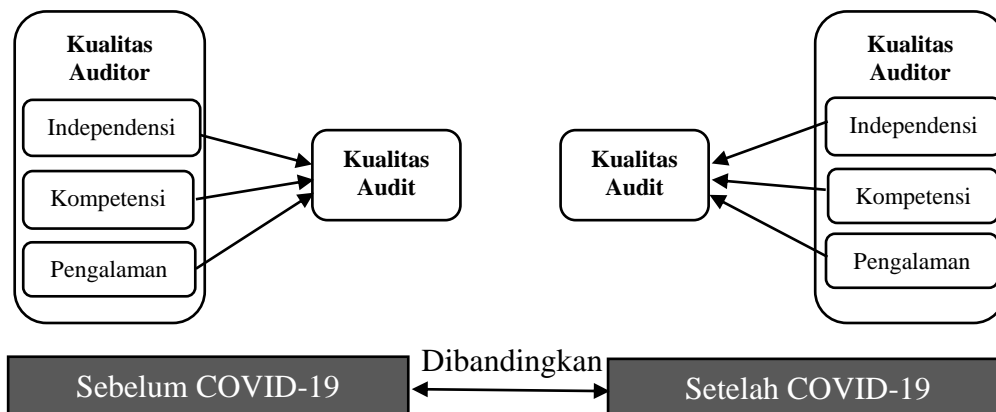 Kualitas
Auditor
Independensi
Kompetensi
Pengalaman
Kualitas
Audit
Kualitas
Audit
Kualitas
Auditor
Independensi
Kompetensi
Pengalaman
Sebelum COVID-19
Dibandingkan
Setelah COVID-19